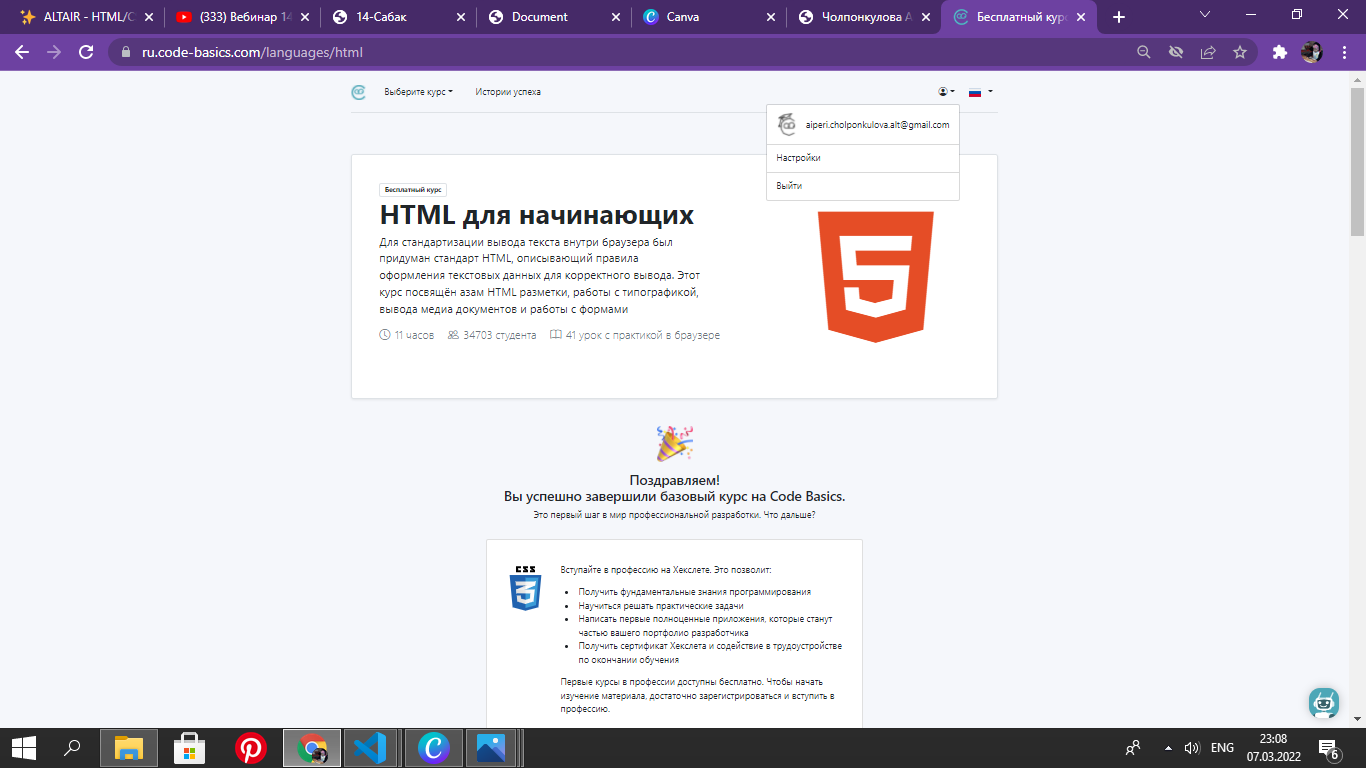 ALTAIR - HTML/C
(333) Вебинар 14
14-Сабак
Document
Canva
Чолпонкулова А
Бесплатный курс
ru.code-basics.com/languages/html
Выберите курс
Истории успеха
aiperi.cholponkulova.alt@gmail.com
Настройки
Выйти
Бесплатный курс
HTML для начинающих
Для стандартизации вывода текста внутри браузера был
придуман стандарт HTML, описывающий правила
оформления текстовых данных для корректного вывода. Этот
курс посвящён азам HTML разметки, работы с типографикой,
вывода медиа документов и работы с формами
11 часов 34703 студента 41 урок с практикой в браузере
Поздравляем!
Вы успешно завершили базовый курс на Code Basics.
Это первый шаг в мир профессиональной разработки. Что дальше?
CSS
Вступайте в профессию на Хекслете. Это позволит:
• Получить фундаментальные знания программирования
• Научиться решать практические задачи
• Написать первые полноценные приложения, которые станут
частью вашего портфолио разработчика
• Получить сертификат Хекслета и содействие в трудоустройстве
по окончании обучения
Первые курсы в профессии доступны бесплатно. Чтобы начать
изучение материала, достаточно зарегистрироваться и вступить в
профессию.
ENG
23:08
07.03.2022
6